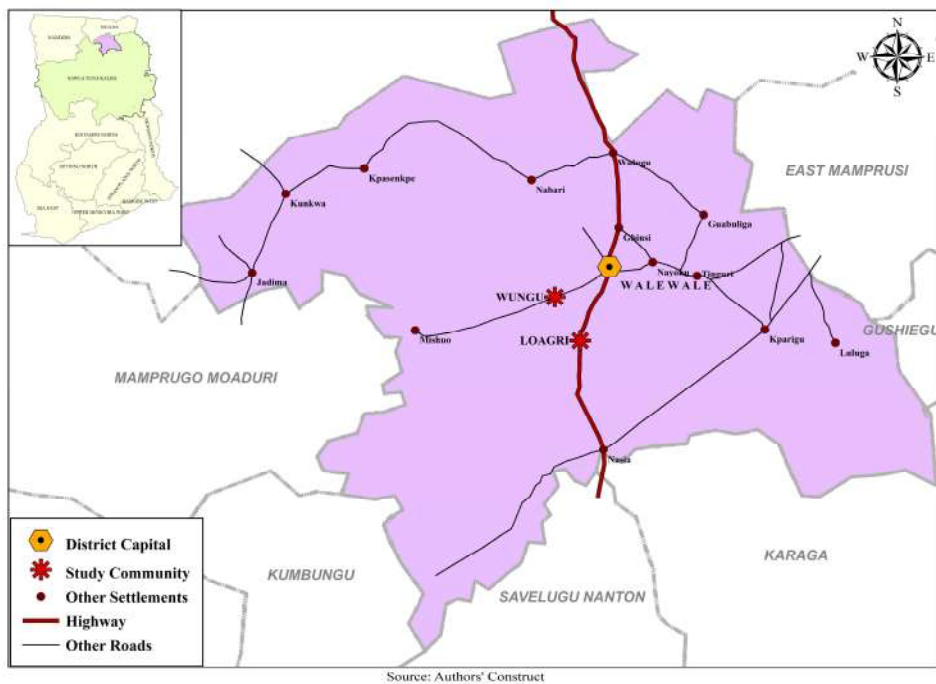 N
W E
S
EAST MAMPRUSI
Walugu
Kpasenkpe
Nabari
Kunkwa
Guabuliga
Gbinsi
Nayoku
Tinguri
Jadima
WALEWALE
WUNGU
Mishuo
LOAGRI
Kparigu
GUSHIEGU
Luluga
MAMPRUGO MOADURI
Nasia
KARAGA
KUMBUNGU
SAVELUGU NANTON
District Capital
Study Community
Other Settlements
Highway
Other Roads
Source: Authors' Construct